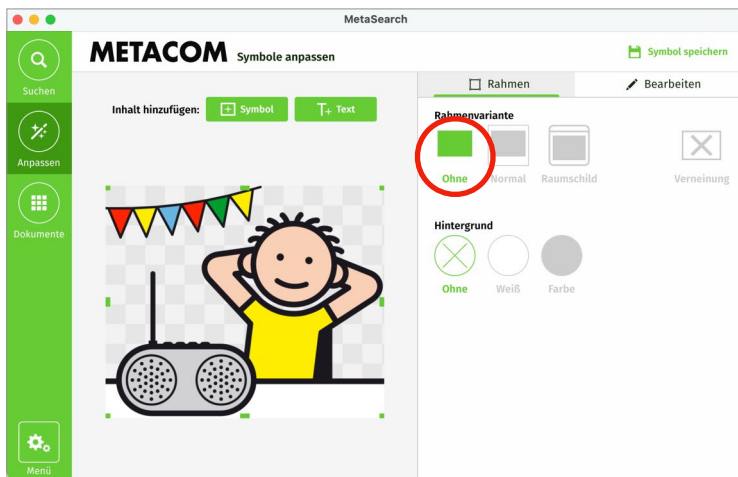 MetaSearch
METACOM Symbole anpassen
Symbol speichern
Suchen
Anpassen
Dokumente
Menü
Inhalt hinzufügen:
Symbol
T+ Text
Rahmen
Bearbeiten
Rahmenvariante
Ohne
Normal
Raumschild
Verneinung
Hintergrund
Ohne
Weiß
Farbe